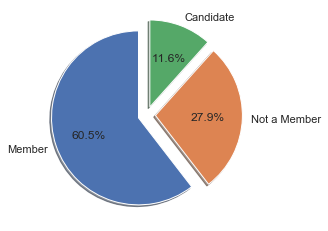 Candidate
11.6%
27.9%
Not a Member
60.5%
Member